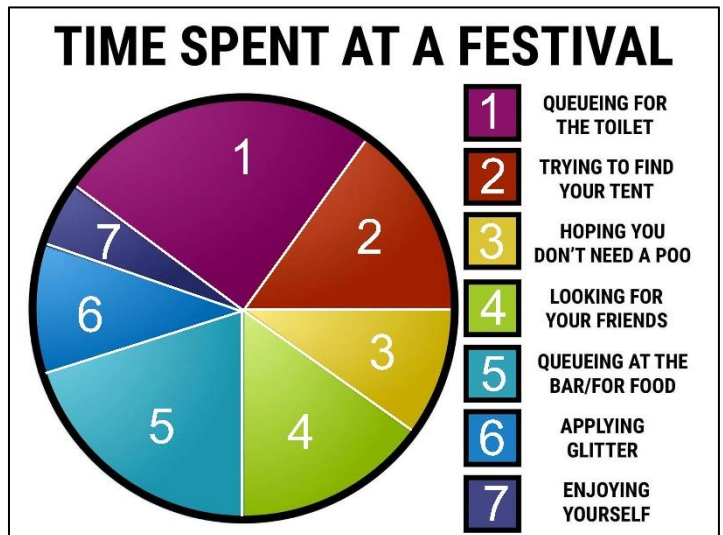 TIME SPENT AT A FESTIVAL
1
2
3
4
5
6
7
1 QUEUEING FOR
THE TOILET
2 TRYING TO FIND
YOUR TENT
3 HOPING YOU
DON'T NEED A POO
4 LOOKING FOR
YOUR FRIENDS
5 QUEUEING AT THE
BAR/FOR FOOD
6 APPLYING
GLITTER
7 ENJOYING
YOURSELF